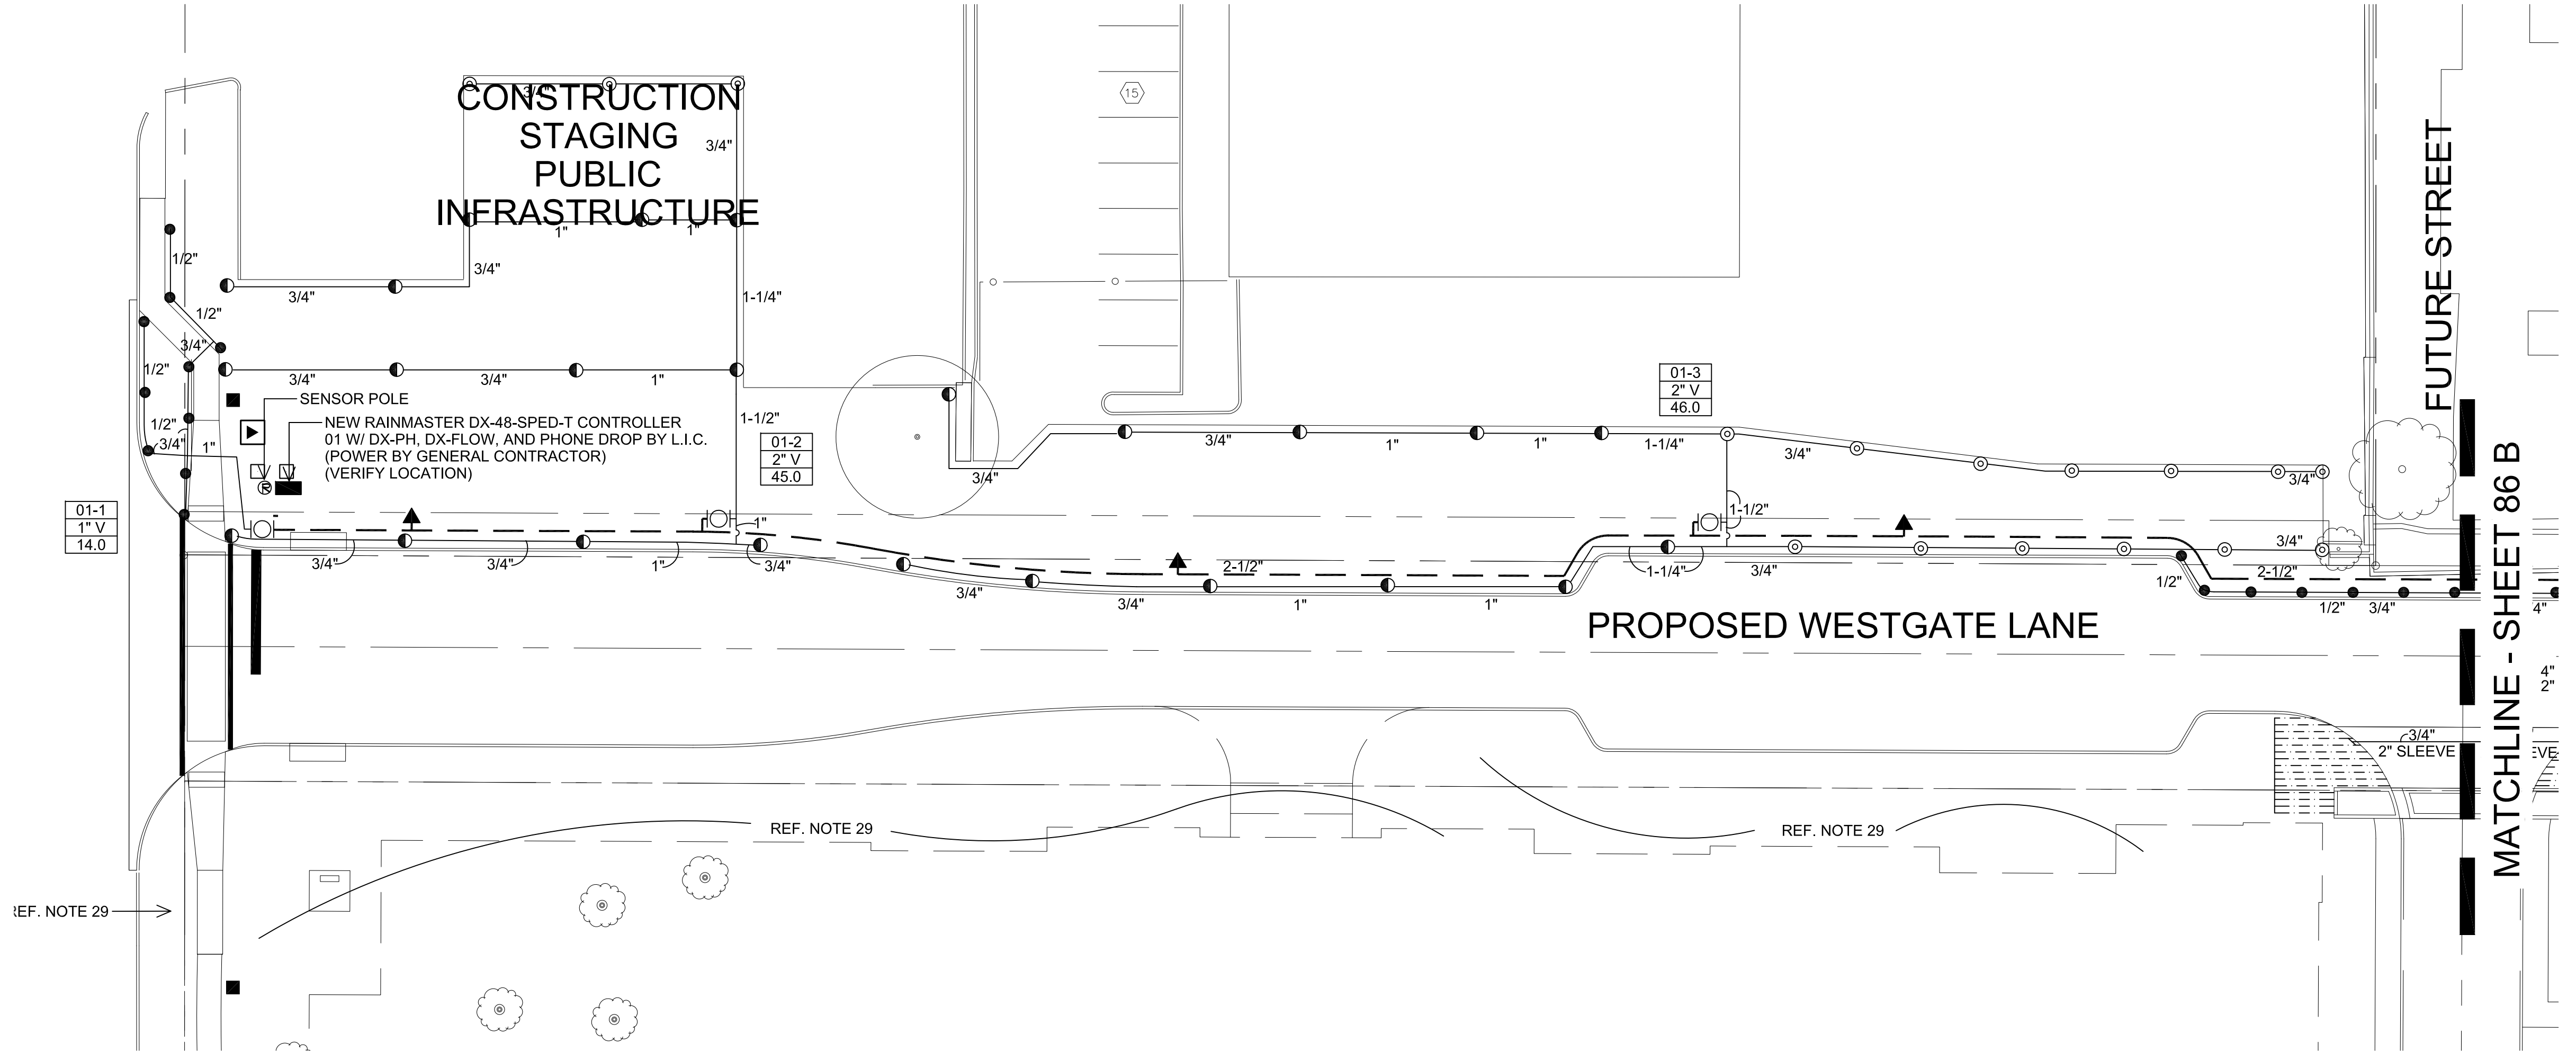 CONSTRUCTION
STAGING
PUBLIC
INFRASTRUCTURE
3/4"
3/4"
15
1"
1"
3/4"
1/2"
3/4"
1-1/4"
1/2"
3/4"
1/2"
3/4"
3/4"
1"
1-1/2"
SENSOR POLE
NEW RAINMASTER DX-48-SPED-T CONTROLLER
01 W/ DX-PH, DX-FLOW, AND PHONE DROP BY L.I.C.
(POWER BY GENERAL CONTRACTOR)
(VERIFY LOCATION)
1/2"
3/4"
1"
01-1
1" V
14.0
01-2
2" V
45.0
01-3
2" V
46.0
3/4"
3/4"
1"
1"
1-1/4"
3/4"
3/4"
1-1/2"
1"
3/4"
3/4"
1"
3/4"
3/4"
3/4"
2-1/2"
1"
1"
1-1/4"
3/4"
3/4"
1/2"
2-1/2"
1/2"
3/4"
4"
PROPOSED WESTGATE LANE
FUTURE STREET
MATCHLINE - SHEET 86 B
4"
2"
3/4"
2" SLEEVE
EVE
REF. NOTE 29
REF. NOTE 29
REF. NOTE 29